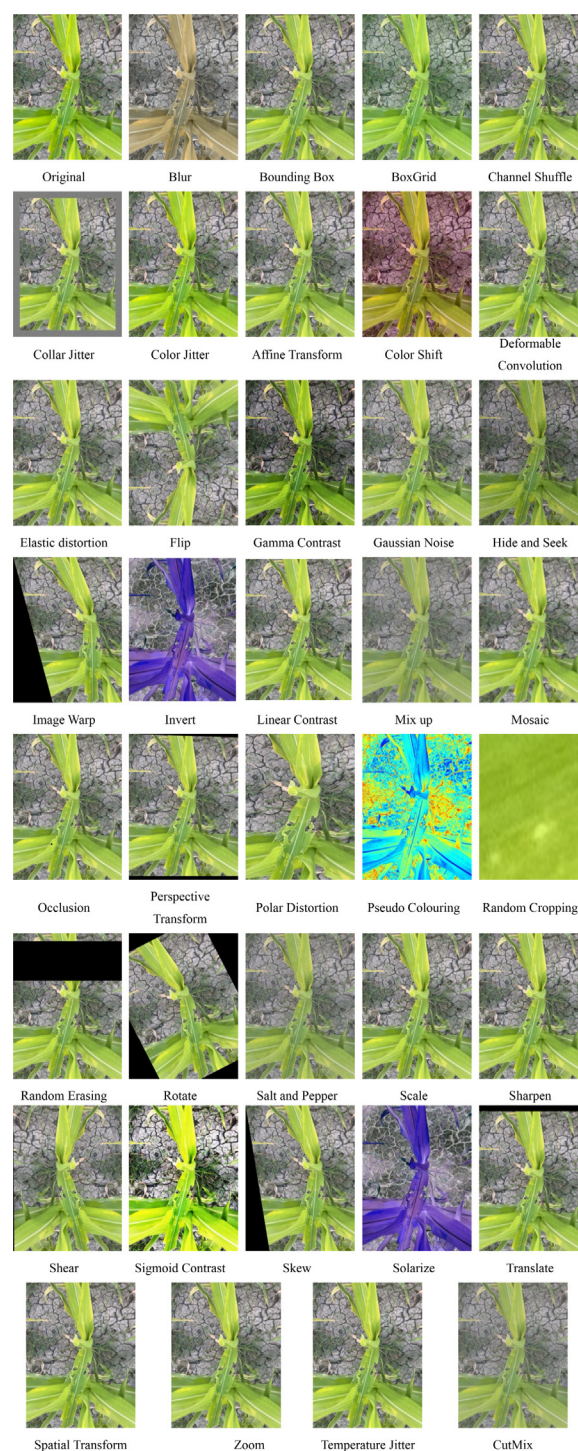 Original Blur Bounding Box BoxGrid Channel Shuffle
Collar Jitter Color Jitter Affine Transform Color Shift Deformable
Convolution
Elastic distortion Flip Gamma Contrast Gaussian Noise Hide and Seek
Image Warp Invert Linear Contrast Mix up Mosaic
Occlusion Perspective Transform Polar Distortion Pseudo Colouring Random Cropping
Random Erasing Rotate Salt and Pepper Scale Sharpen
Shear Sigmoid Contrast Skew Solarize Translate
Spatial Transform Zoom Temperature Jitter CutMix